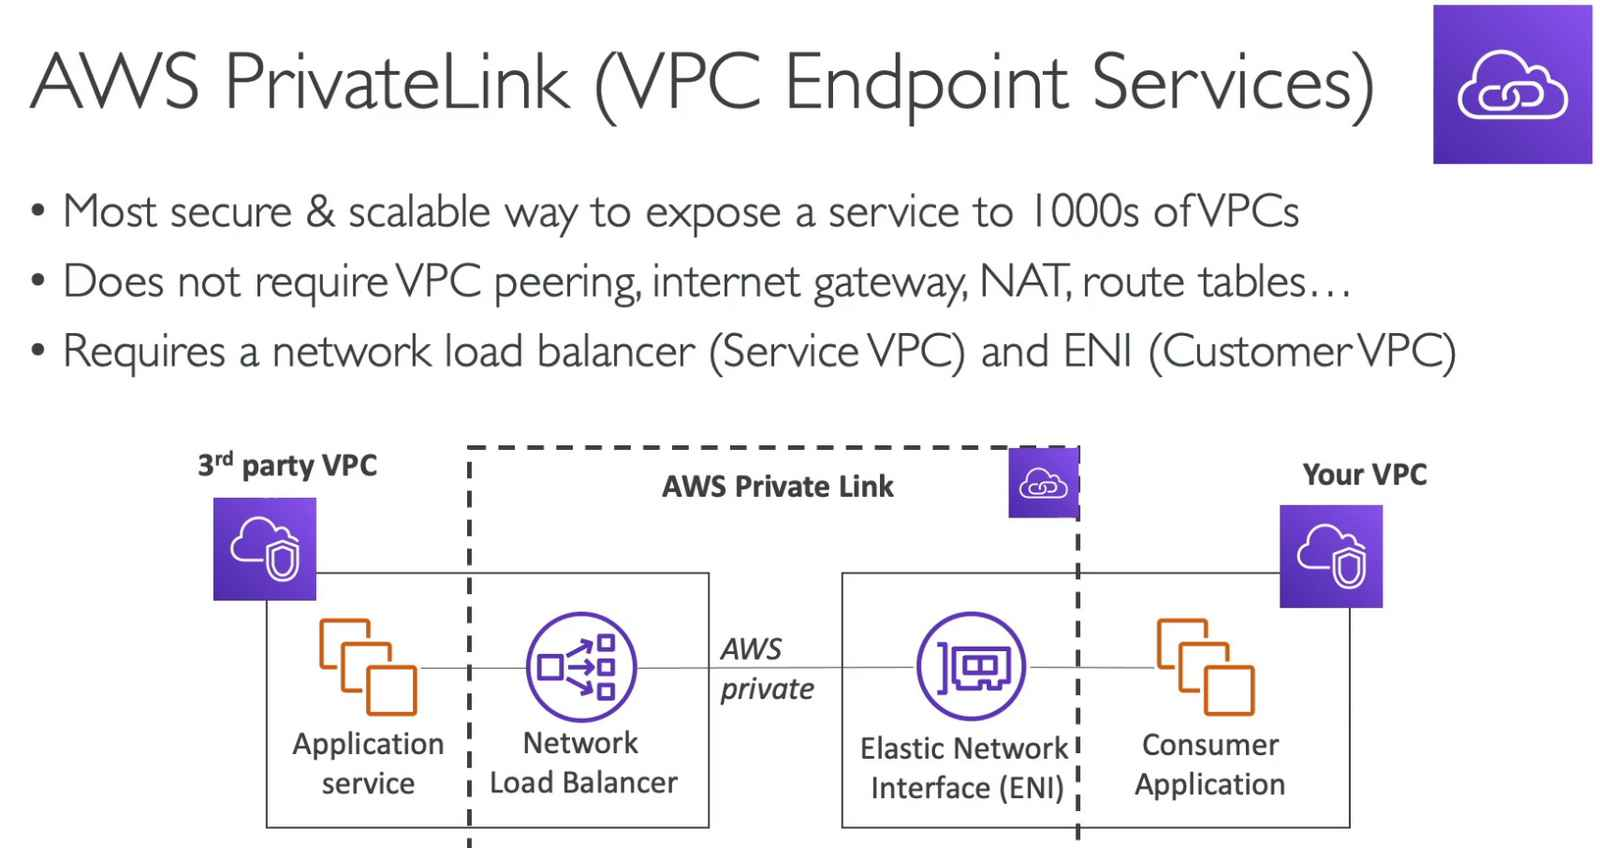 AWS PrivateLink (VPC Endpoint Services)
• Most secure & scalable way to expose a service to 1000s of VPCs
• Does not require VPC peering, internet gateway, NAT, route tables…
• Requires a network load balancer (Service VPC) and ENI (Customer VPC)
3rd party VPC
AWS Private Link
Your VPC
AWS
private
Application
service
Network
Load Balancer
Elastic Network
Interface (ENI)
Consumer
Application